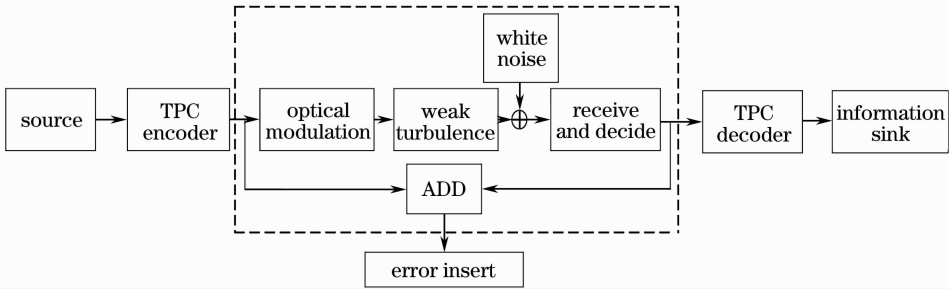 white
noise
source
TPC
encoder
optical
modulation
weak
turbulence
receive
and decide
TPC
decoder
information
sink
ADD
error insert